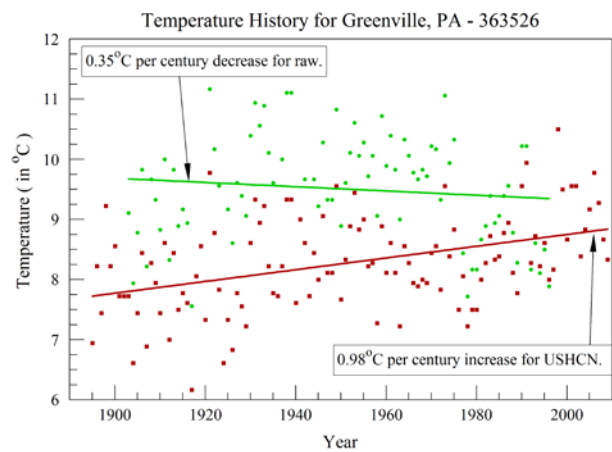 Temperature History for Greenville, PA - 363526
12
0.35°C per century decrease for raw.
11
10
9
8
7
6
Temperature ( in °C )
0.98°C per century increase for USHCN.
1900 1920 1940 1960 1980 2000
Year